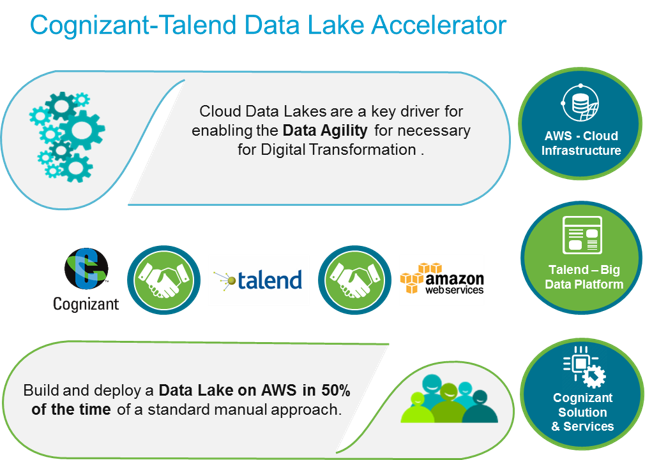 Cognizant-Talend Data Lake Accelerator
Cloud Data Lakes are a key driver for
enabling the Data Agility for necessary
for Digital Transformation .
AWS - Cloud
Infrastructure
Cognizant
talend
amazon
webservices
Talend – Big
Data Platform
Build and deploy a Data Lake on AWS in 50%
of the time of a standard manual approach.
Cognizant
Solution
& Services